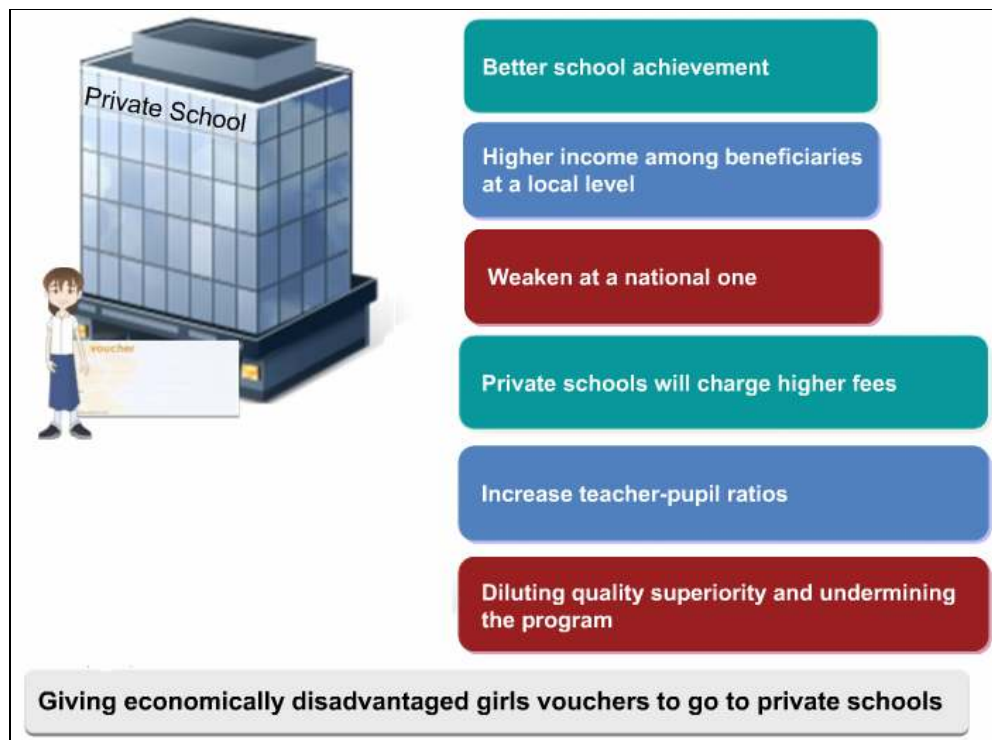 Private School
voucher
Better school achievement
Higher income among beneficiaries
at a local level
Weaken at a national one
Private schools will charge higher fees
Increase teacher-pupil ratios
Diluting quality superiority and undermining
the program
Giving economically disadvantaged girls vouchers to go to private schools